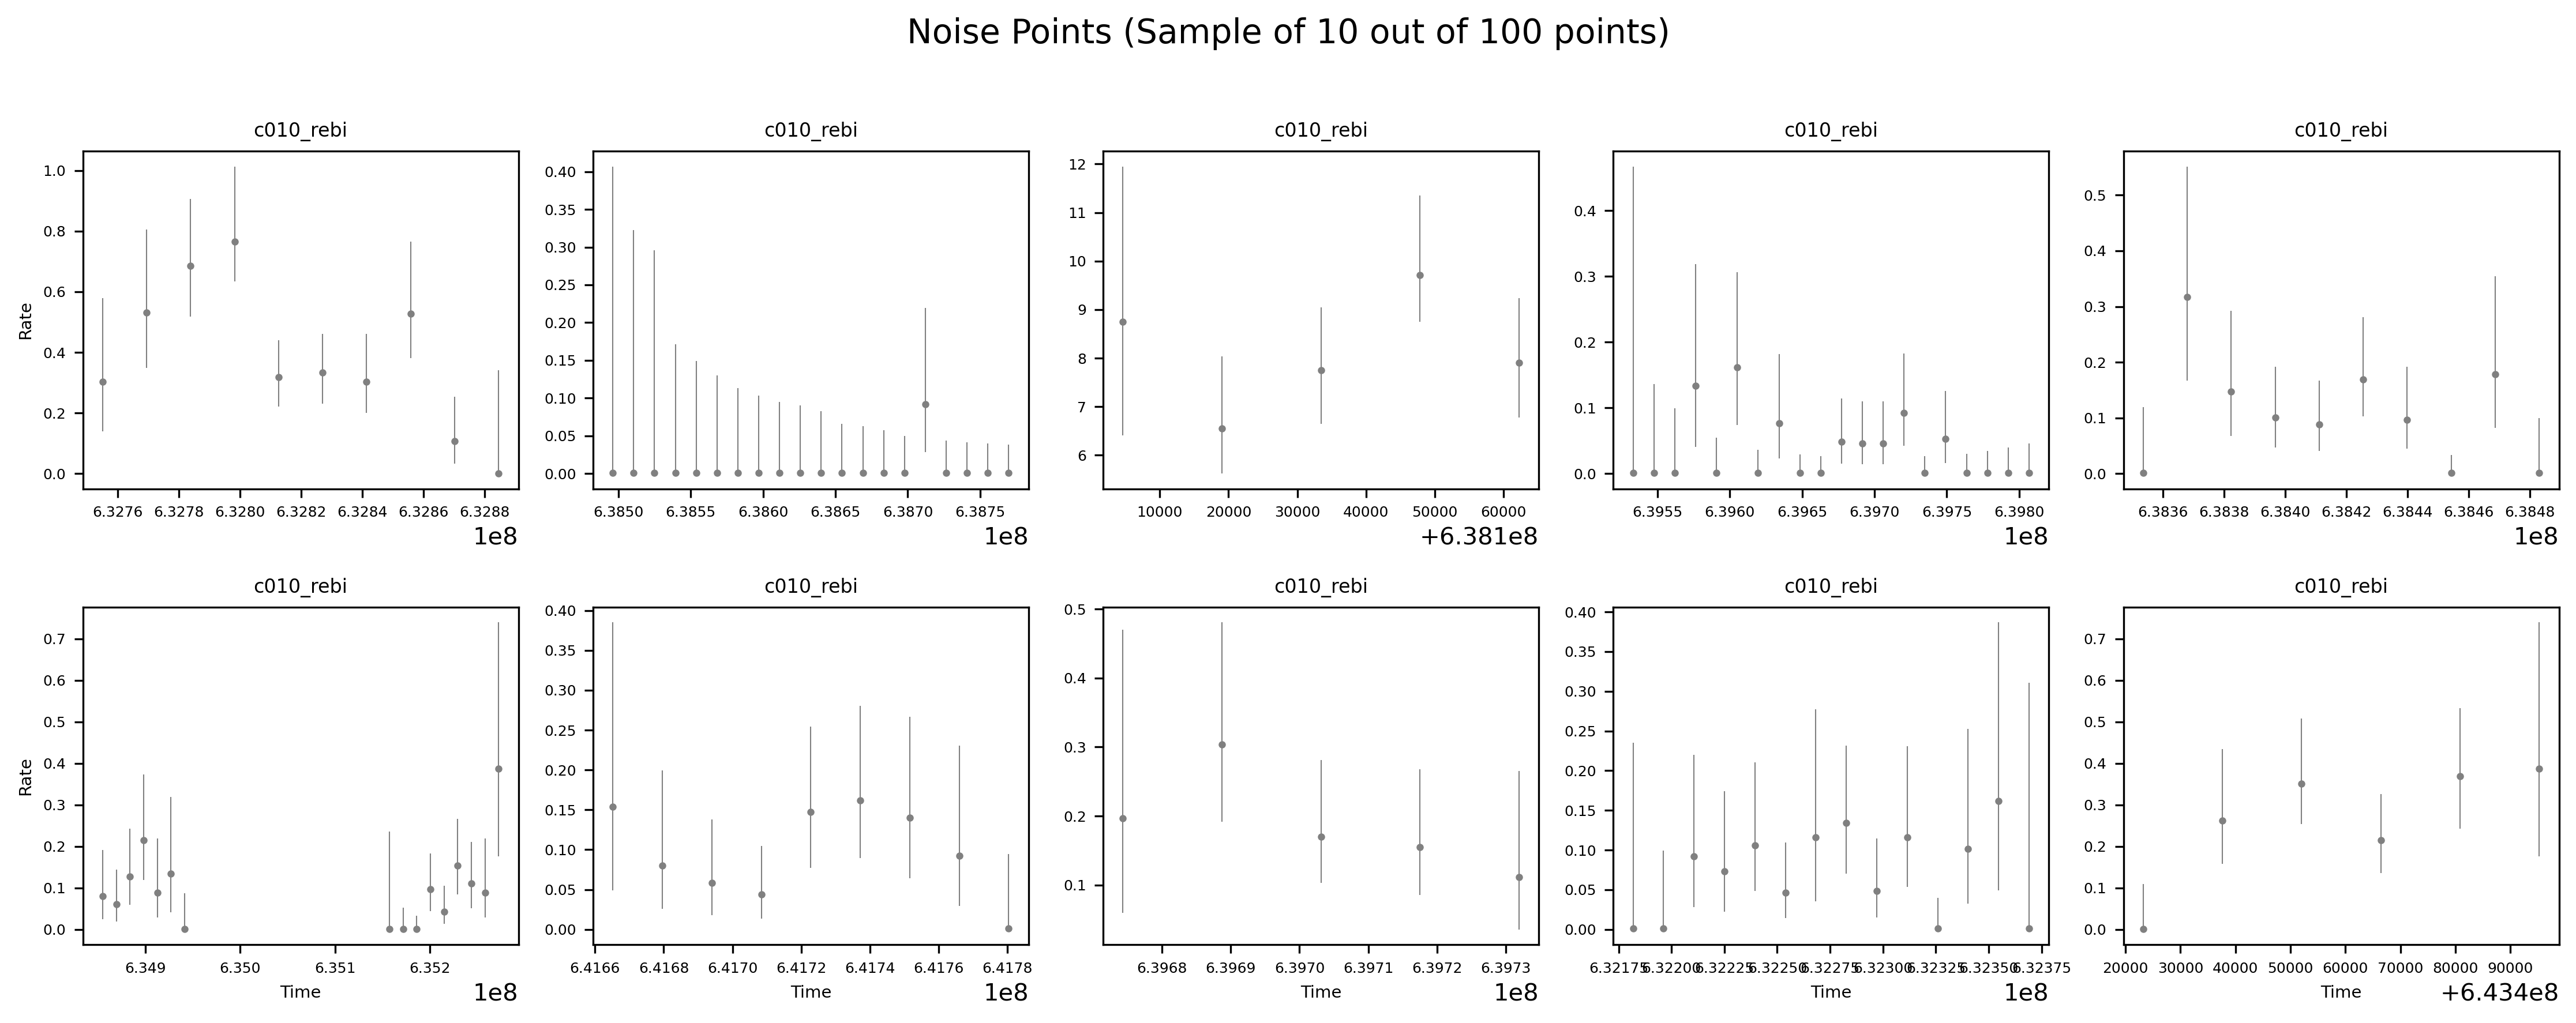 Noise Points (Sample of 10 out of 100 points)
c010_rebi c010_rebi c010_rebi c010_rebi c010_rebi
Rate
1.0
0.8
0.6
0.4
0.2
0.0
6.3276 6.3278 6.3280 6.3282 6.3284 6.3286 6.3288
1e8
0.40
0.35
0.30
0.25
0.20
0.15
0.10
0.05
0.00
6.3850 6.3855 6.3860 6.3865 6.3870 6.3875
1e8
12
11
10
9
8
7
6
10000 20000 30000 40000 50000 60000
+6.381e8
0.4
0.3
0.2
0.1
0.0
6.3955 6.3960 6.3965 6.3970 6.3975 6.3980
1e8
0.5
0.4
0.3
0.2
0.1
0.0
6.3836 6.3838 6.3840 6.3842 6.3844 6.3846 6.3848
1e8
c010_rebi c010_rebi c010_rebi c010_rebi c010_rebi
Rate
0.7
0.6
0.5
0.4
0.3
0.2
0.1
0.0
6.349 6.350 6.351 6.352
Time
1e8
0.40
0.35
0.30
0.25
0.20
0.15
0.10
0.05
0.00
6.4166 6.4168 6.4170 6.4172 6.4174 6.4176 6.4178
Time
1e8
0.5
0.4
0.3
0.2
0.1
6.3968 6.3969 6.3970 6.3971 6.3972 6.3973
Time
1e8
0.40
0.35
0.30
0.25
0.20
0.15
0.10
0.05
0.00
6.32175 6.32200 6.32225 6.32250 6.32275 6.32300 6.32325 6.32350 6.32375
Time
1e8
0.7
0.6
0.5
0.4
0.3
0.2
0.1
0.0
20000 30000 40000 50000 60000 70000 80000 90000
Time
+6.434e8